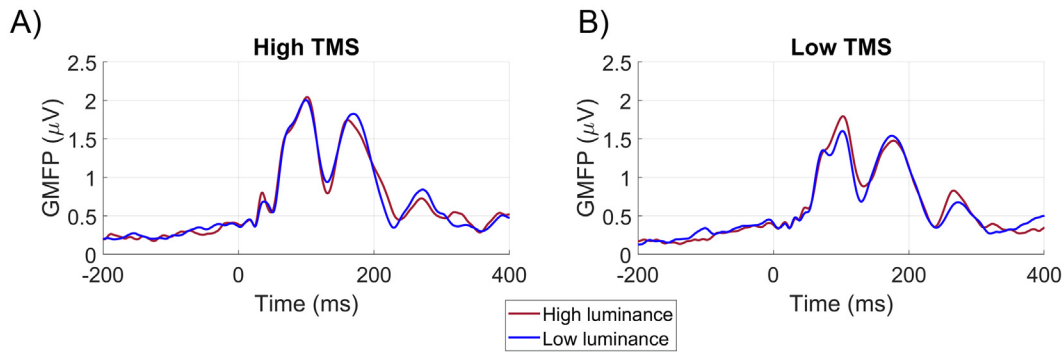 A)
High TMS
2.5
2
1.5
1
0.5
0
GMFP (μV)
-200 0 200 400
Time (ms)
B)
Low TMS
2.5
2
1.5
1
0.5
0
GMFP (μV)
-200 0 200 400
Time (ms)
High luminance
Low luminance